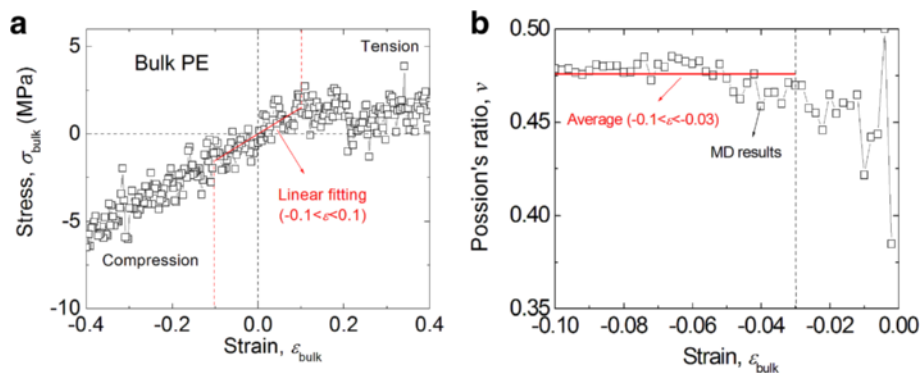 a
Stress, σbulk (MPa)
5
0
-5
-10
Bulk PE
Tension
Linear fitting
(-0.1<ε<0.1)
Compression
-0.4
-0.2
0.0
0.2
0.4
Strain, εbulk
b
Possion's ratio, ν
0.50
0.45
0.40
0.35
Average (-0.1<ε<-0.03)
MD results
-0.10
-0.08
-0.06
-0.04
-0.02
0.00
Strain, εbulk